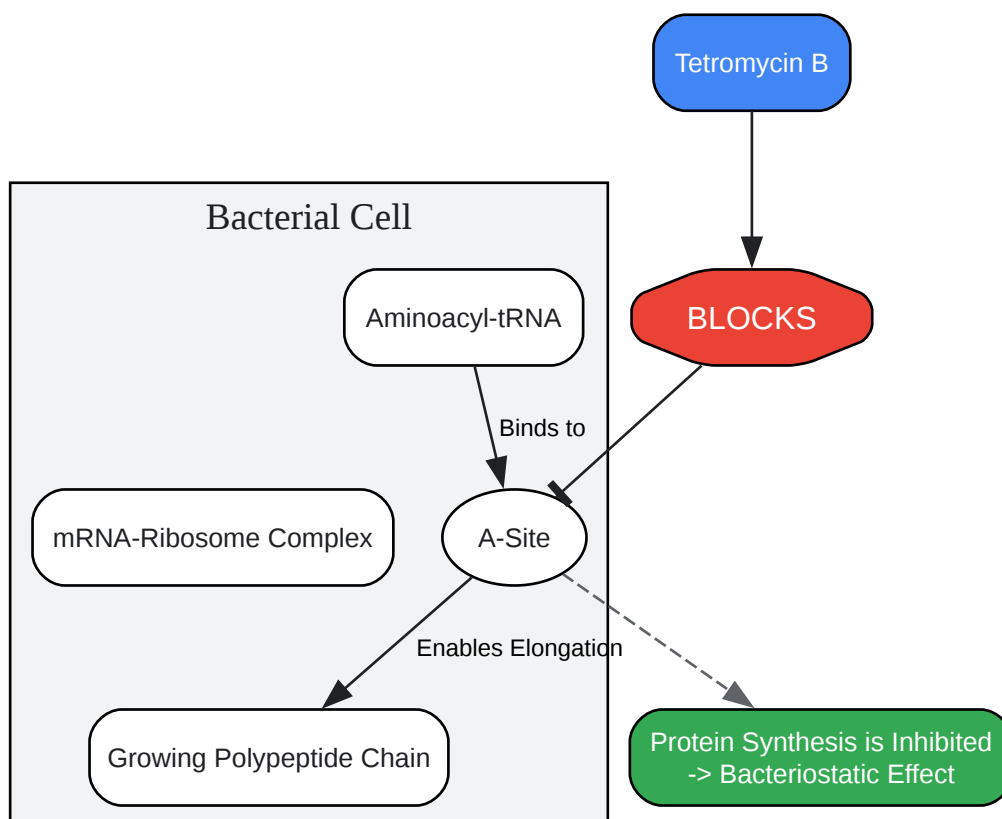 Tetromycin B
Bacterial Cell
Aminoacyl-tRNA
BLOCKS
Binds to
mRNA-Ribosome Complex
A-Site
Enables Elongation
Growing Polypeptide Chain
Protein Synthesis is Inhibited
-> Bacteriostatic Effect